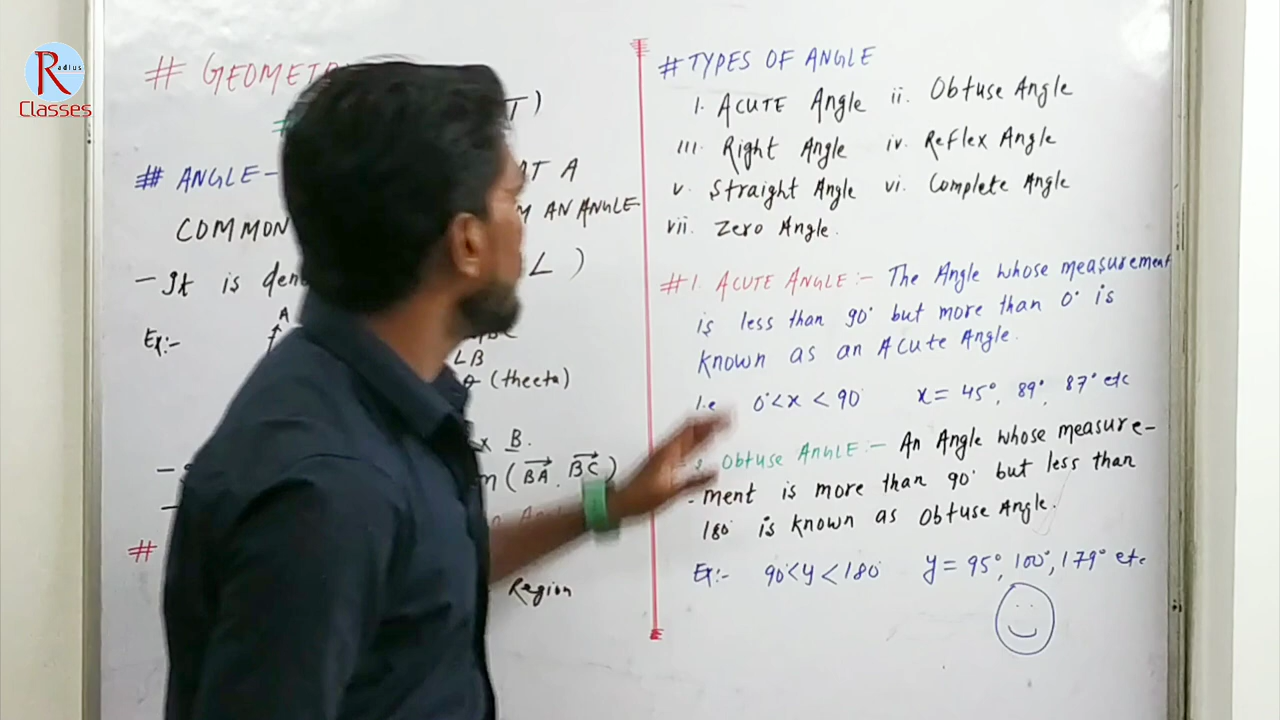 Radius
Classes
# GEOMETR
T)
# ANGLE- AT A
COMMON AN ANGLE
- It is den ∠ )
Ex:- A
∠B
θ (theeta)
x B.
(BA, BC)
#
Region
# TYPES OF ANGLE
i. ACUTE Angle ii. Obtuse Angle
iii. Right Angle iv. Reflex Angle
v. Straight Angle vi. Complete Angle
vii. Zero Angle.
# 1. ACUTE ANGLE:- The Angle whose measurement
is less than 90° but more than 0° is
known as an Acute Angle.
i.e 0°<x < 90° x = 45°, 89°, 87° etc
Obtuse ANGLE:- An Angle whose measure-
-ment is more than 90° but less than
180° is known as Obtuse Angle.
Ex:- 90°<y<180° y = 95°, 100°, 179° etc